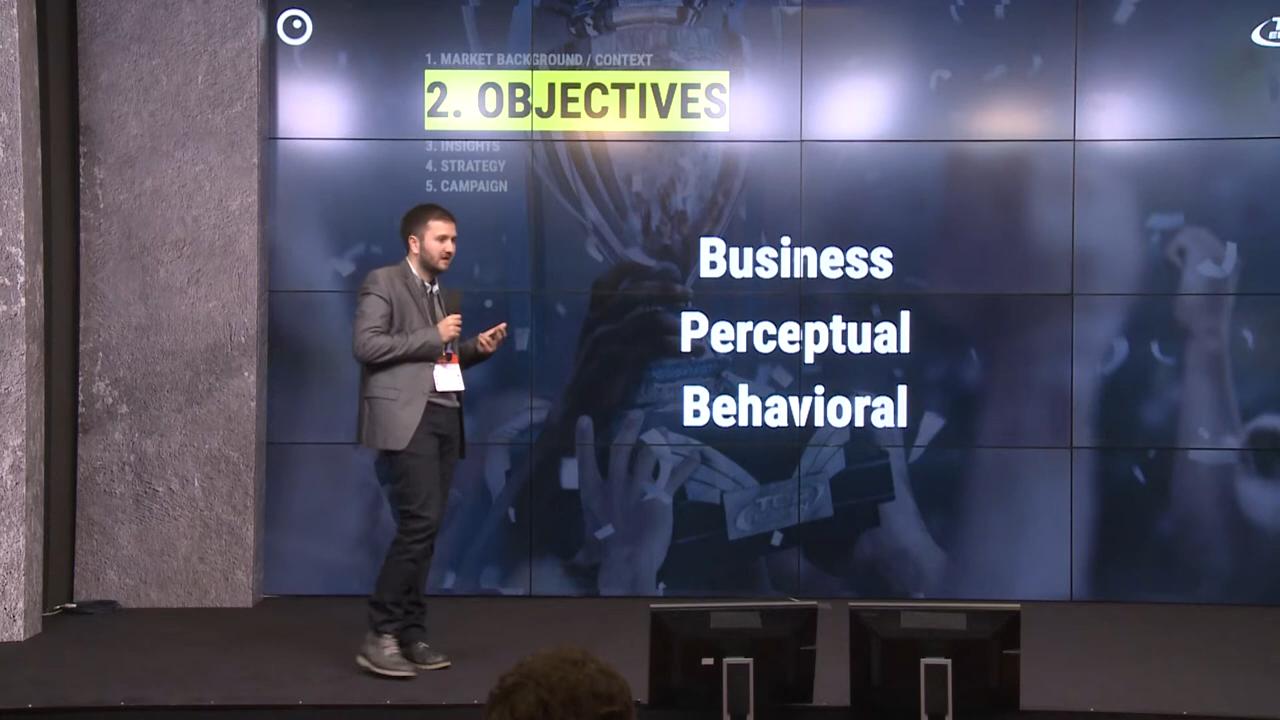 1. MARKET BACKGROUND / CONTEXT
2. OBJECTIVES
3. INSIGHTS
4. STRATEGY
5. CAMPAIGN
Business
Perceptual
Behavioral